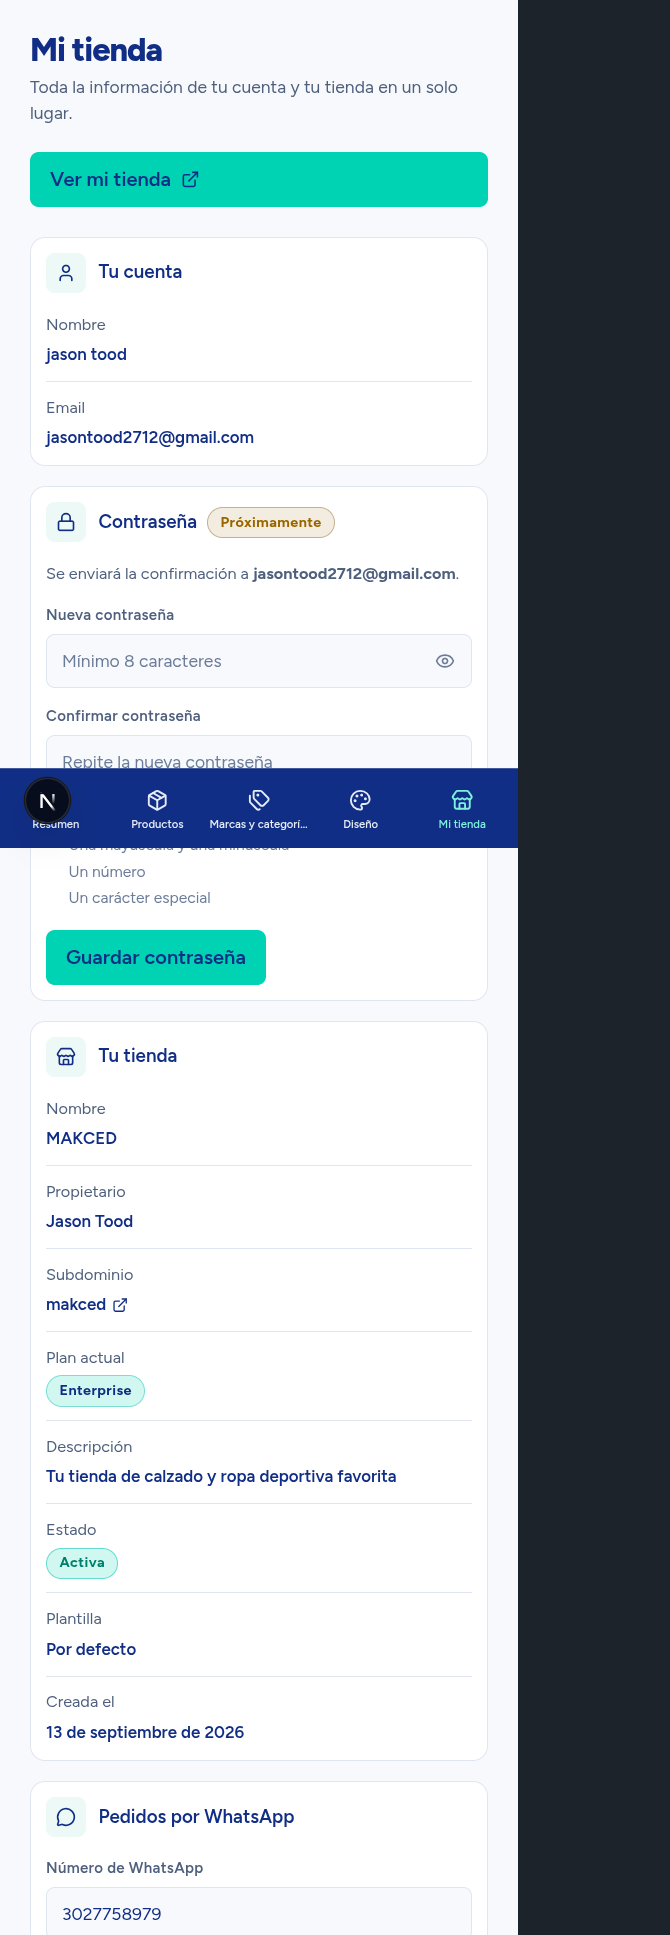 Mi tienda
Toda la información de tu cuenta y tu tienda en un solo
lugar.
Ver mi tienda
Tu cuenta
Nombre
jason tood
Email
jasontood2712@gmail.com
Contraseña
Próximamente
Se enviará la confirmación a jasontood2712@gmail.com.
Nueva contraseña
Mínimo 8 caracteres
Confirmar contraseña
Repite la nueva contraseña
N
Resumen
Productos
Marcas y categorí...
Diseño
Mi tienda
Una mayúscula y una minúscula
Un número
Un carácter especial
Guardar contraseña
Tu tienda
Nombre
MAKCED
Propietario
Jason Tood
Subdominio
makced
Plan actual
Enterprise
Descripción
Tu tienda de calzado y ropa deportiva favorita
Estado
Activa
Plantilla
Por defecto
Creada el
13 de septiembre de 2026
Pedidos por WhatsApp
Número de WhatsApp
3027758979